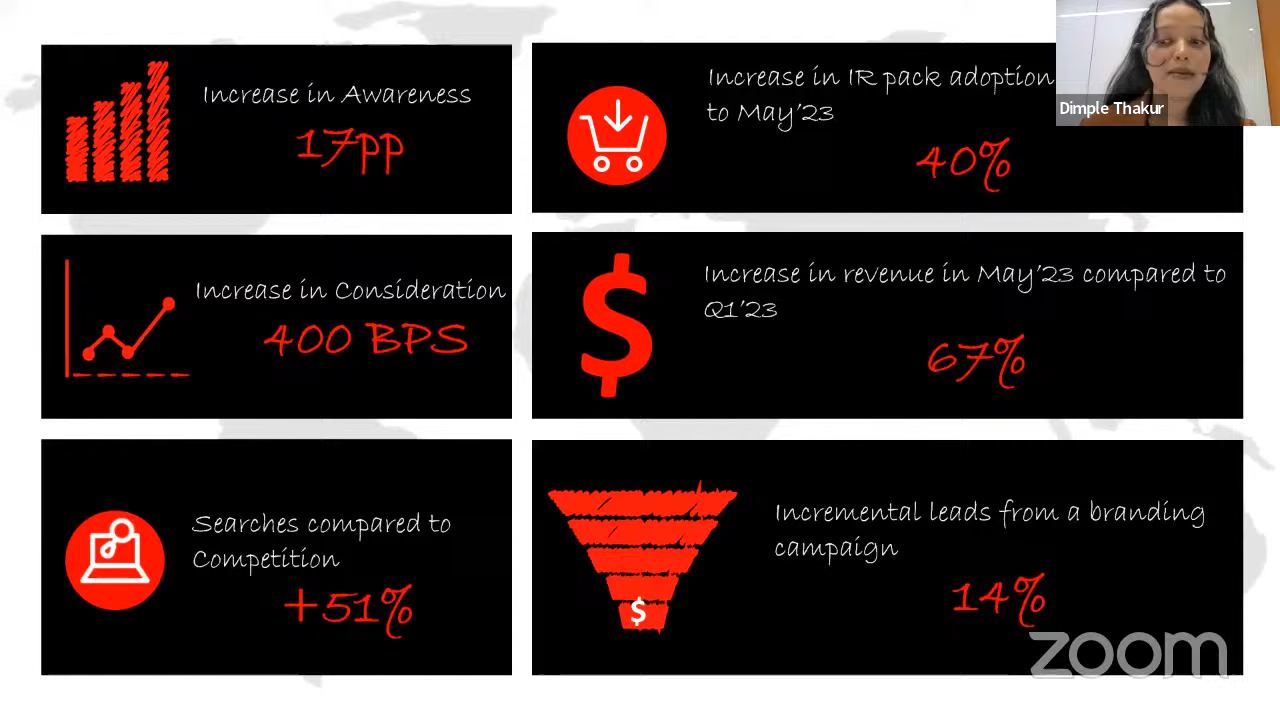 Increase in Awareness
17pp
Increase in IR pack adoption
to May'23
40%
Dimple Thakur
Increase in Consideration
400 BPS
$
Increase in revenue in May'23 compared to
Q1'23
67%
Searches compared to
Competition
+51%
$
Incremental leads from a branding
campaign
14%
zoom